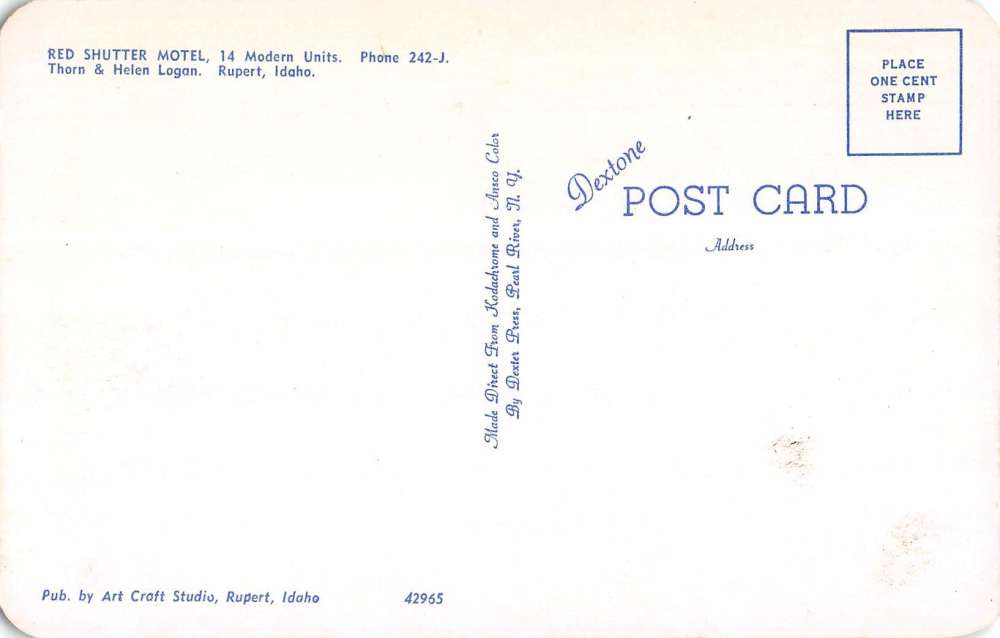 RED SHUTTER MOTEL, 14 Modern Units. Phone 242-J.
Thorn & Helen Logan. Rupert, Idaho.
PLACE
ONE CENT
STAMP
HERE
Dextone
POST CARD
Address
Made Direct From Kodachrome and Ansco Color
By Dexter Press, Pearl River, N. Y.
Pub. by Art Craft Studio, Rupert, Idaho 42965